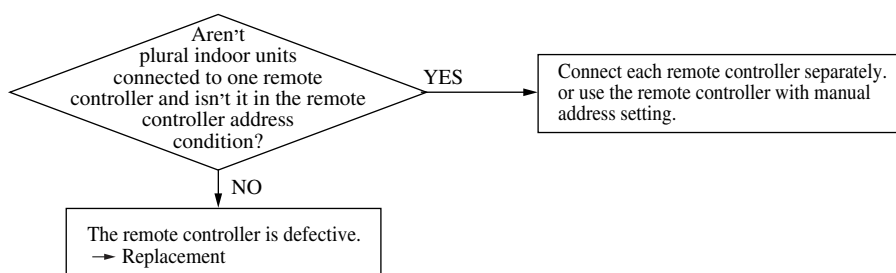 Aren't
plural indoor units
connected to one remote
controller and isn't it in the remote
controller address
condition?
YES
Connect each remote controller separately.
or use the remote controller with manual
address setting.
NO
The remote controller is defective.
→ Replacement